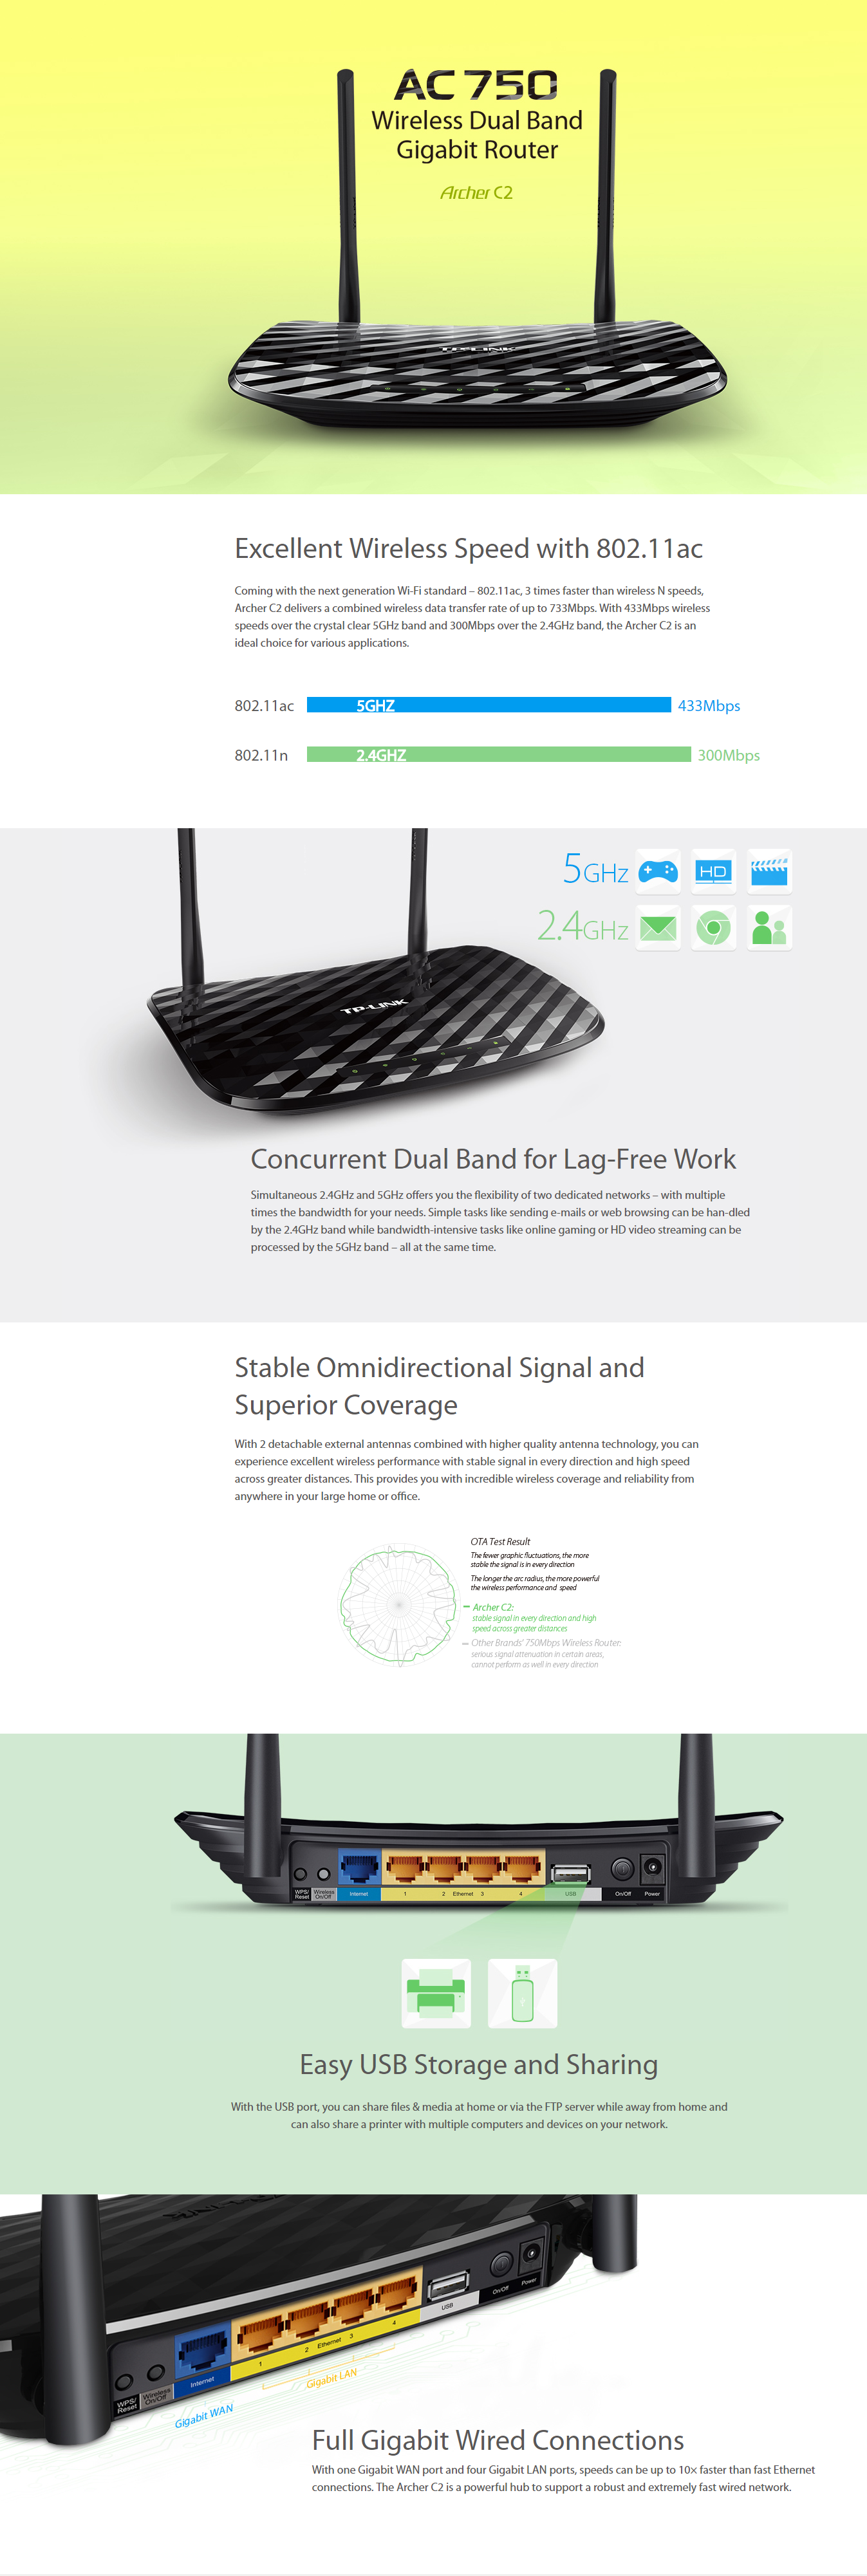 AC 750
Wireless Dual Band
Gigabit Router
Archer C2
TP-LINK
Excellent Wireless Speed with 802.11ac
Coming with the next generation Wi-Fi standard – 802.11ac, 3 times faster than wireless N speeds,
Archer C2 delivers a combined wireless data transfer rate of up to 733Mbps. With 433Mbps wireless
speeds over the crystal clear 5GHz band and 300Mbps over the 2.4GHz band, the Archer C2 is an
ideal choice for various applications.
802.11ac 5GHZ 433Mbps
802.11n 2.4GHZ 300Mbps
5GHz HD
2.4GHz
TP-LINK
Concurrent Dual Band for Lag-Free Work
Simultaneous 2.4GHz and 5GHz offers you the flexibility of two dedicated networks – with multiple
times the bandwidth for your needs. Simple tasks like sending e-mails or web browsing can be han-dled
by the 2.4GHz band while bandwidth-intensive tasks like online gaming or HD video streaming can be
processed by the 5GHz band – all at the same time.
Stable Omnidirectional Signal and
Superior Coverage
With 2 detachable external antennas combined with higher quality antenna technology, you can
experience excellent wireless performance with stable signal in every direction and high speed
across greater distances. This provides you with incredible wireless coverage and reliability from
anywhere in your large home or office.
OTA Test Result
The fewer graphic fluctuations, the more
stable the signal is in every direction
The longer the arc radius, the more powerful
the wireless performance and speed
Archer C2:
stable signal in every direction and high
speed across greater distances
Other Brands' 750Mbps Wireless Router:
serious signal attenuation in certain areas,
cannot perform as well in every direction
WPS/
Reset
Wireless
On/Off
Internet
1 2 Ethernet 3 4
USB
On/Off
Power
Easy USB Storage and Sharing
With the USB port, you can share files & media at home or via the FTP server while away from home and
can also share a printer with multiple computers and devices on your network.
WPS/
Reset
Wireless
On/Off
Internet
1 2 Ethernet 3 4
USB
On/Off
Power
Gigabit WAN
Gigabit LAN
Full Gigabit Wired Connections
With one Gigabit WAN port and four Gigabit LAN ports, speeds can be up to 10× faster than fast Ethernet
connections. The Archer C2 is a powerful hub to support a robust and extremely fast wired network.